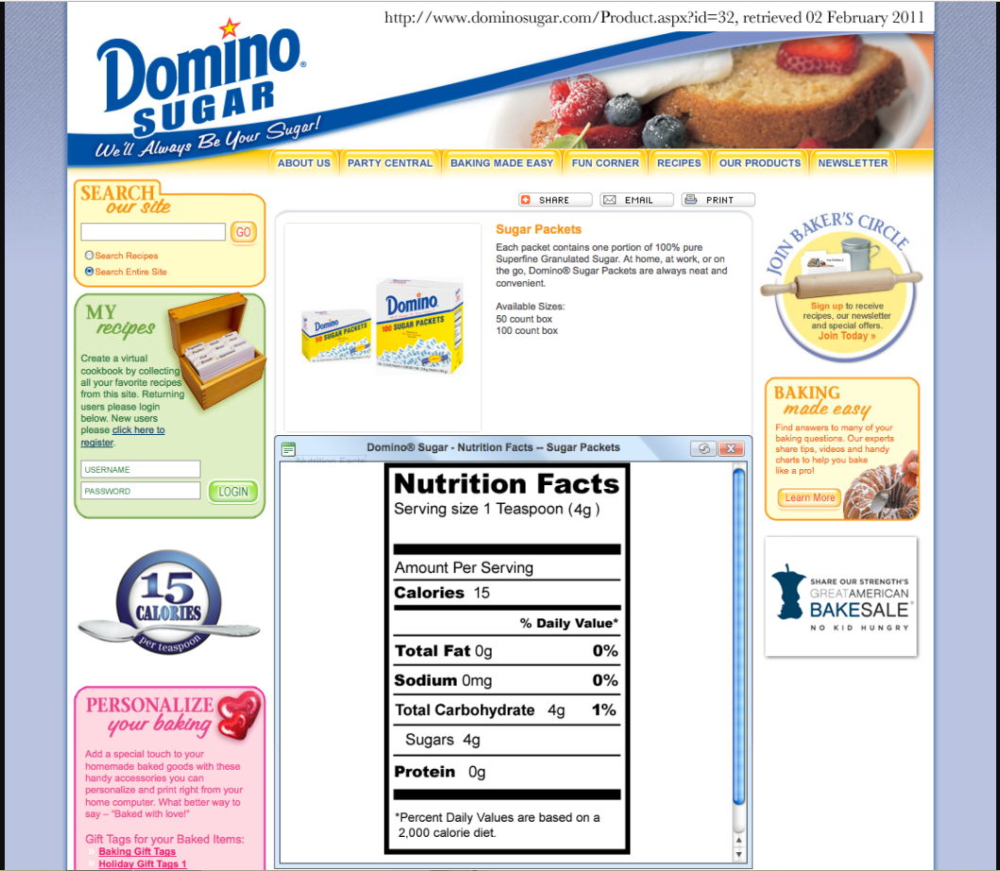 http://www.dominosugar.com/Product.aspx?id=32, retrieved 02 February 2011
Domino®
SUGAR
We'll Always Be Your Sugar!
ABOUT US PARTY CENTRAL BAKING MADE EASY FUN CORNER RECIPES OUR PRODUCTS NEWSLETTER
SEARCH
our site
GO
Search Recipes
Search Entire Site
MY
recipes
Create a virtual
cookbook by collecting
all your favorite recipes
from this site. Returning
users please login
below. New users
please click here to
register.
USERNAME
PASSWORD
LOGIN
15
CALORIES
per teaspoon
PERSONALIZE
your baking
Add a special touch to your
homemade baked goods with these
handy accessories you can
personalize and print right from your
home computer. What better way to
say – "Baked with love!"
Gift Tags for your Baked Items:
» Baking Gift Tags
» Holiday Gift Tags 1
SHARE EMAIL PRINT
Domino
50 SUGAR PACKETS
Domino
100 SUGAR PACKETS
Sugar Packets
Each packet contains one portion of 100% pure
Superfine Granulated Sugar. At home, at work, or on
the go, Domino® Sugar Packets are always neat and
convenient.
Available Sizes:
50 count box
100 count box
Domino® Sugar - Nutrition Facts -- Sugar Packets
Nutrition Facts
Nutrition Facts
Serving size 1 Teaspoon (4g )
Amount Per Serving
Calories 15
% Daily Value*
Total Fat 0g 0%
Sodium 0mg 0%
Total Carbohydrate 4g 1%
Sugars 4g
Protein 0g
*Percent Daily Values are based on a
2,000 calorie diet.
JOIN BAKER'S CIRCLE
Sign up to receive
recipes, our newsletter
and special offers.
Join Today »
BAKING
made easy
Find answers to many of your
baking questions. Our experts
share tips, videos and handy
charts to help you bake
like a pro!
Learn More
SHARE OUR STRENGTH'S
GREATAMERICAN
BAKESALE®
NO KID HUNGRY